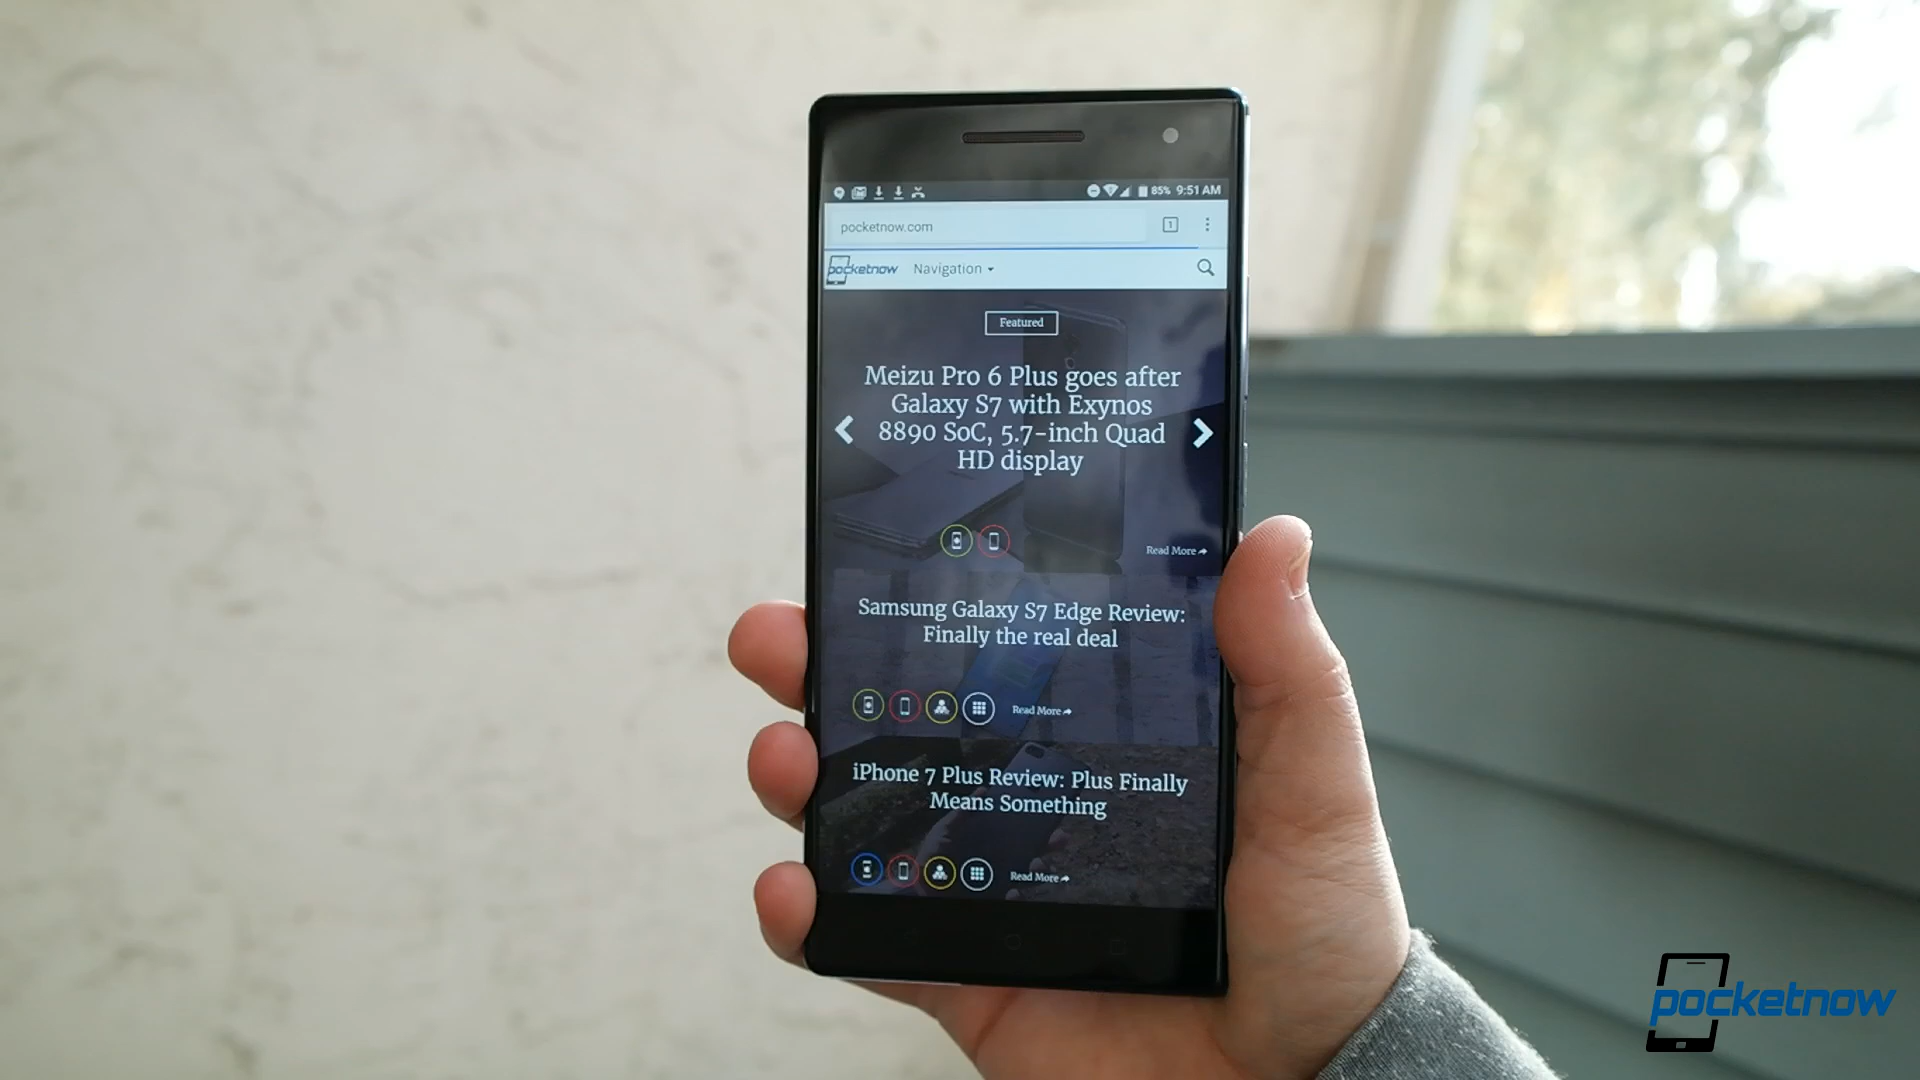 85% 9:51 AM
pocketnow.com
1
pocketnow Navigation
Featured
Meizu Pro 6 Plus goes after
Galaxy S7 with Exynos
8890 SoC, 5.7-inch Quad
HD display
Read More
Samsung Galaxy S7 Edge Review:
Finally the real deal
Read More
iPhone 7 Plus Review: Plus Finally
Means Something
Read More
pocketnow